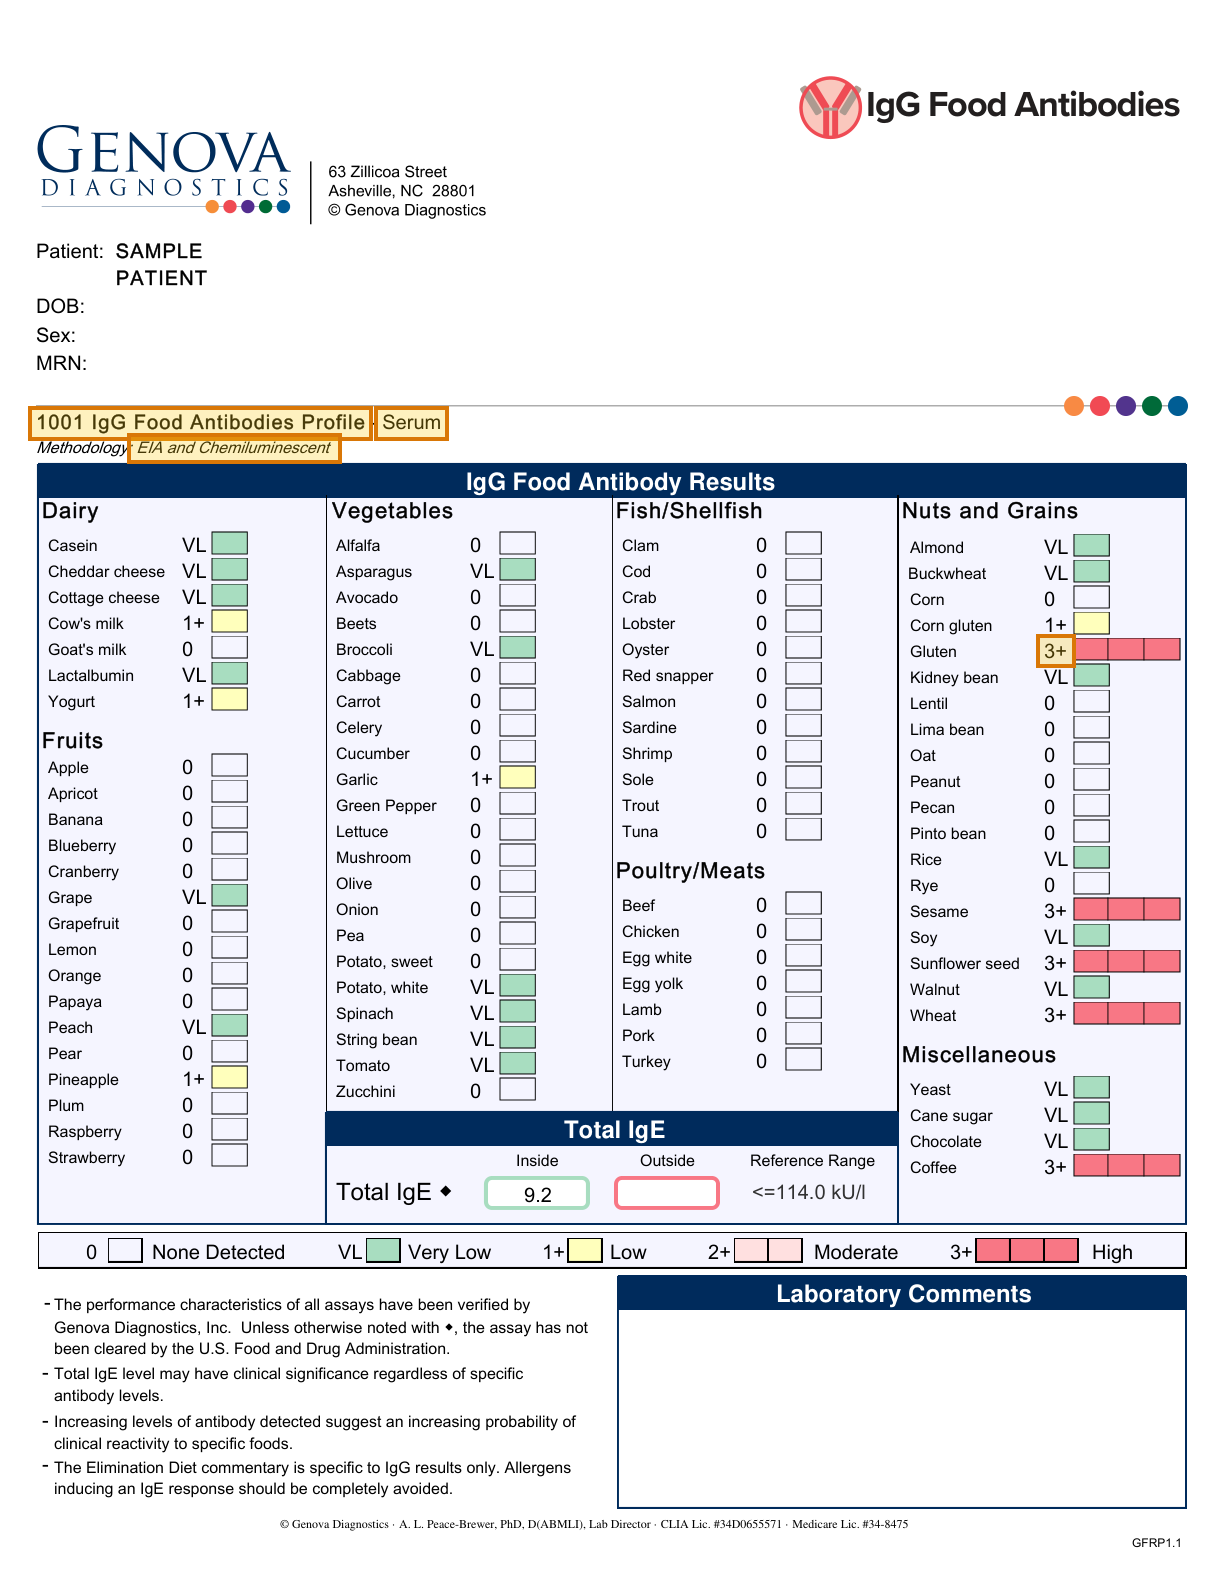 IgG Food Antibodies
GENOVA
DIAGNOSTICS
63 Zillicoa Street
Asheville, NC 28801
© Genova Diagnostics
Patient: SAMPLE
PATIENT
DOB:
Sex:
MRN:
1001 IgG Food Antibodies Profile - Serum
Methodology: EIA and Chemiluminescent
IgG Food Antibody Results
Dairy
Casein VL
Cheddar cheese VL
Cottage cheese VL
Cow's milk 1+
Goat's milk 0
Lactalbumin VL
Yogurt 1+
Fruits
Apple 0
Apricot 0
Banana 0
Blueberry 0
Cranberry 0
Grape VL
Grapefruit 0
Lemon 0
Orange 0
Papaya 0
Peach VL
Pear 0
Pineapple 1+
Plum 0
Raspberry 0
Strawberry 0
Vegetables
Alfalfa 0
Asparagus VL
Avocado 0
Beets 0
Broccoli VL
Cabbage 0
Carrot 0
Celery 0
Cucumber 0
Garlic 1+
Green Pepper 0
Lettuce 0
Mushroom 0
Olive 0
Onion 0
Pea 0
Potato, sweet 0
Potato, white VL
Spinach VL
String bean VL
Tomato VL
Zucchini 0
Fish/Shellfish
Clam 0
Cod 0
Crab 0
Lobster 0
Oyster 0
Red snapper 0
Salmon 0
Sardine 0
Shrimp 0
Sole 0
Trout 0
Tuna 0
Poultry/Meats
Beef 0
Chicken 0
Egg white 0
Egg yolk 0
Lamb 0
Pork 0
Turkey 0
Nuts and Grains
Almond VL
Buckwheat VL
Corn 0
Corn gluten 1+
Gluten 3+
Kidney bean VL
Lentil 0
Lima bean 0
Oat 0
Peanut 0
Pecan 0
Pinto bean 0
Rice VL
Rye 0
Sesame 3+
Soy VL
Sunflower seed 3+
Walnut VL
Wheat 3+
Miscellaneous
Yeast VL
Cane sugar VL
Chocolate VL
Coffee 3+
Total IgE
Inside Outside Reference Range
Total IgE ◆ 9.2 <=114.0 kU/l
0 None Detected VL Very Low 1+ Low 2+ Moderate 3+ High
- The performance characteristics of all assays have been verified by
Genova Diagnostics, Inc. Unless otherwise noted with ◆, the assay has not
been cleared by the U.S. Food and Drug Administration.
- Total IgE level may have clinical significance regardless of specific
antibody levels.
- Increasing levels of antibody detected suggest an increasing probability of
clinical reactivity to specific foods.
- The Elimination Diet commentary is specific to IgG results only. Allergens
inducing an IgE response should be completely avoided.
Laboratory Comments
© Genova Diagnostics · A. L. Peace-Brewer, PhD, D(ABMLI), Lab Director · CLIA Lic. #34D0655571 · Medicare Lic. #34-8475
GFRP1.1